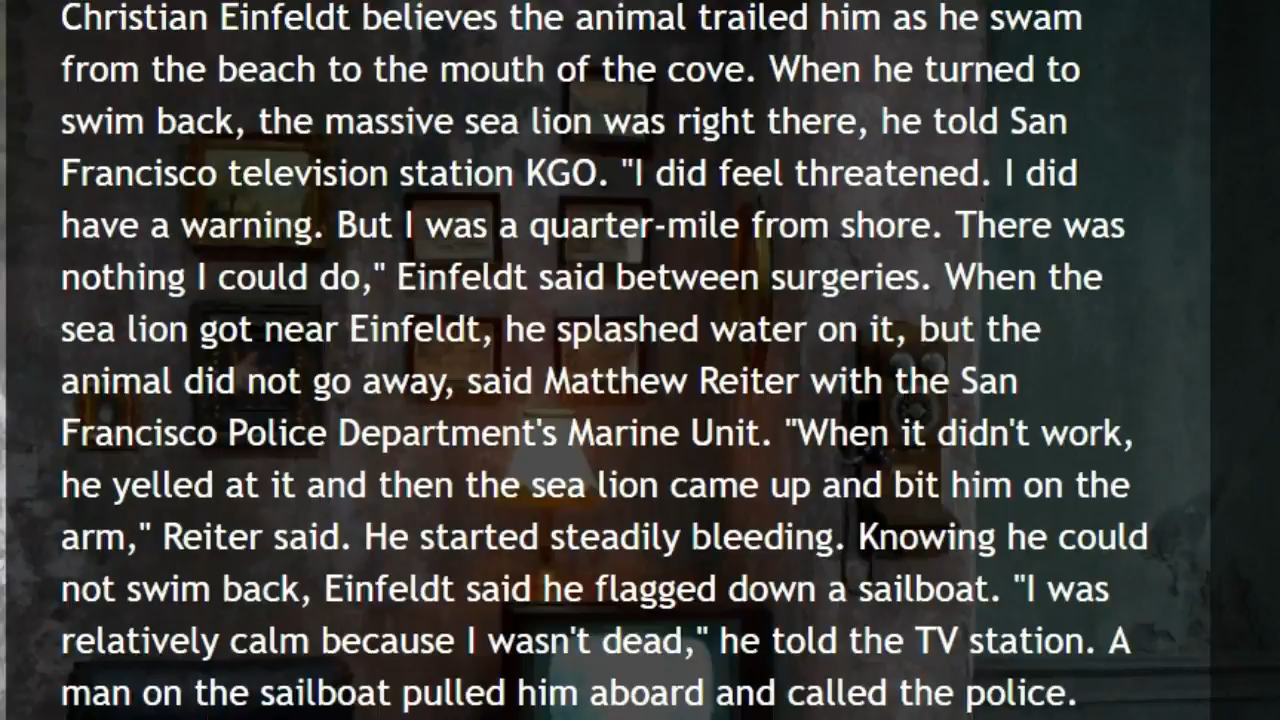 Christian Einfeldt believes the animal trailed him as he swam
from the beach to the mouth of the cove. When he turned to
swim back, the massive sea lion was right there, he told San
Francisco television station KGO. "I did feel threatened. I did
have a warning. But I was a quarter-mile from shore. There was
nothing I could do," Einfeldt said between surgeries. When the
sea lion got near Einfeldt, he splashed water on it, but the
animal did not go away, said Matthew Reiter with the San
Francisco Police Department's Marine Unit. "When it didn't work,
he yelled at it and then the sea lion came up and bit him on the
arm," Reiter said. He started steadily bleeding. Knowing he could
not swim back, Einfeldt said he flagged down a sailboat. "I was
relatively calm because I wasn't dead," he told the TV station. A
man on the sailboat pulled him aboard and called the police.